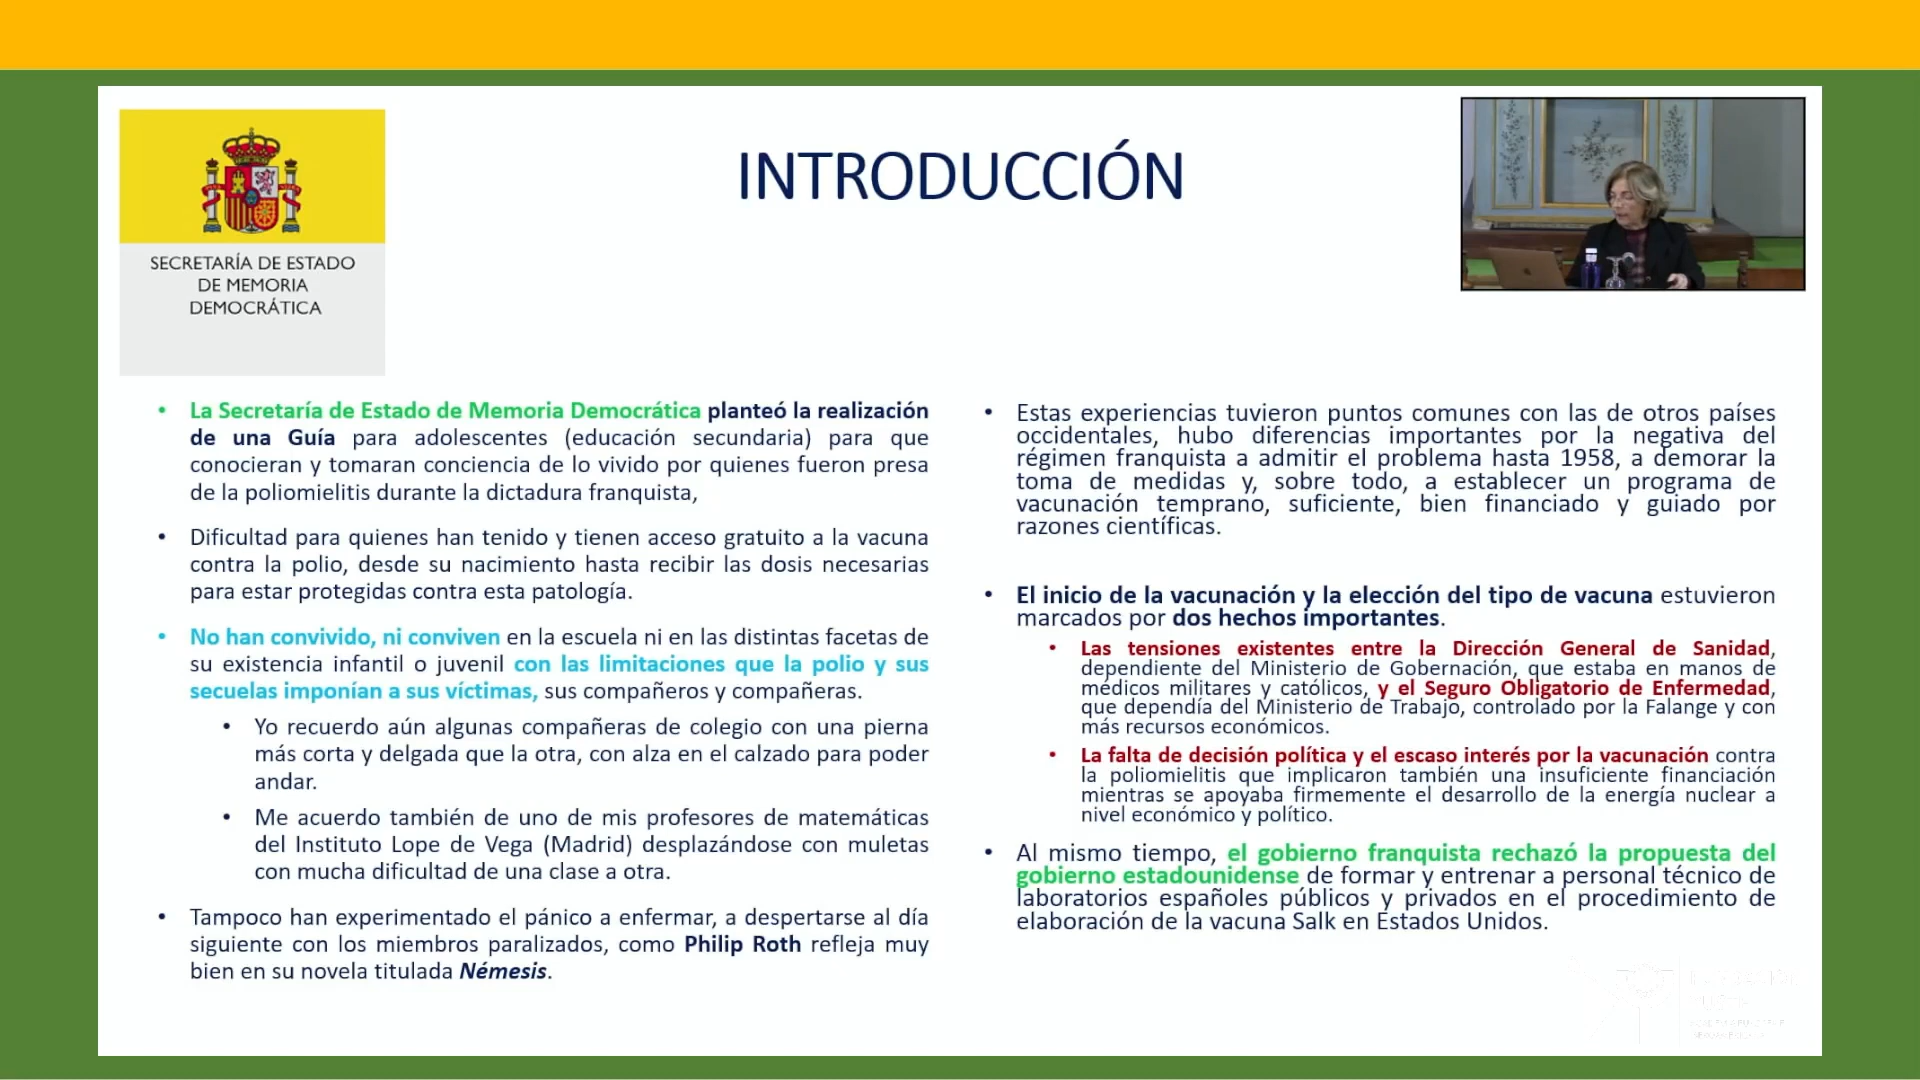 SECRETARÍA DE ESTADO
DE MEMORIA
DEMOCRÁTICA
INTRODUCCIÓN
• La Secretaría de Estado de Memoria Democrática planteó la realización
de una Guía para adolescentes (educación secundaria) para que
conocieran y tomaran conciencia de lo vivido por quienes fueron presa
de la poliomielitis durante la dictadura franquista,
• Dificultad para quienes han tenido y tienen acceso gratuito a la vacuna
contra la polio, desde su nacimiento hasta recibir las dosis necesarias
para estar protegidas contra esta patología.
• No han convivido, ni conviven en la escuela ni en las distintas facetas de
su existencia infantil o juvenil con las limitaciones que la polio y sus
secuelas imponían a sus víctimas, sus compañeros y compañeras.
• Yo recuerdo aún algunas compañeras de colegio con una pierna
más corta y delgada que la otra, con alza en el calzado para poder
andar.
• Me acuerdo también de uno de mis profesores de matemáticas
del Instituto Lope de Vega (Madrid) desplazándose con muletas
con mucha dificultad de una clase a otra.
• Tampoco han experimentado el pánico a enfermar, a despertarse al día
siguiente con los miembros paralizados, como Philip Roth refleja muy
bien en su novela titulada Némesis.
• Estas experiencias tuvieron puntos comunes con las de otros países
occidentales, hubo diferencias importantes por la negativa del
régimen franquista a admitir el problema hasta 1958, a demorar la
toma de medidas y, sobre todo, a establecer un programa de
vacunación temprano, suficiente, bien financiado y guiado por
razones científicas.
• El inicio de la vacunación y la elección del tipo de vacuna estuvieron
marcados por dos hechos importantes.
• Las tensiones existentes entre la Dirección General de Sanidad,
dependiente del Ministerio de Gobernación, que estaba en manos de
médicos militares y católicos, y el Seguro Obligatorio de Enfermedad,
que dependía del Ministerio de Trabajo, controlado por la Falange y con
más recursos económicos.
• La falta de decisión política y el escaso interés por la vacunación contra
la poliomielitis que implicaron también una insuficiente financiación
mientras se apoyaba firmemente el desarrollo de la energía nuclear a
nivel económico y político.
• Al mismo tiempo, el gobierno franquista rechazó la propuesta del
gobierno estadounidense de formar y entrenar a personal técnico de
laboratorios españoles públicos y privados en el procedimiento de
elaboración de la vacuna Salk en Estados Unidos.